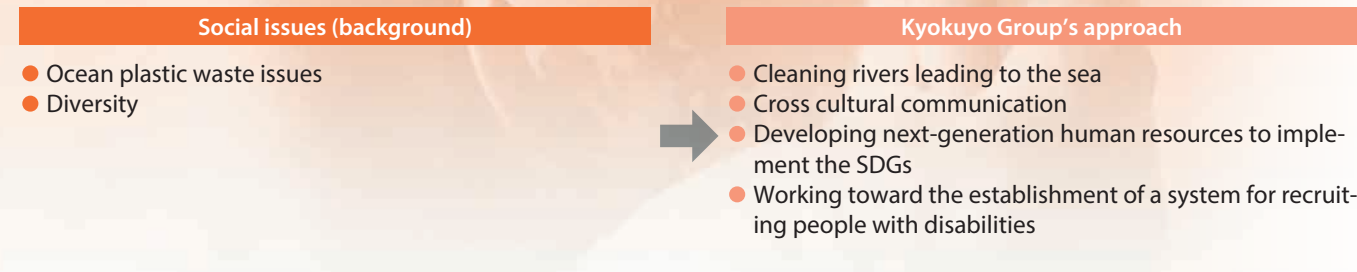 Social issues (background)
● Ocean plastic waste issues
● Diversity
Kyokuyo Group's approach
● Cleaning rivers leading to the sea
● Cross cultural communication
● Developing next-generation human resources to imple-
ment the SDGs
● Working toward the establishment of a system for recruit-
ing people with disabilities